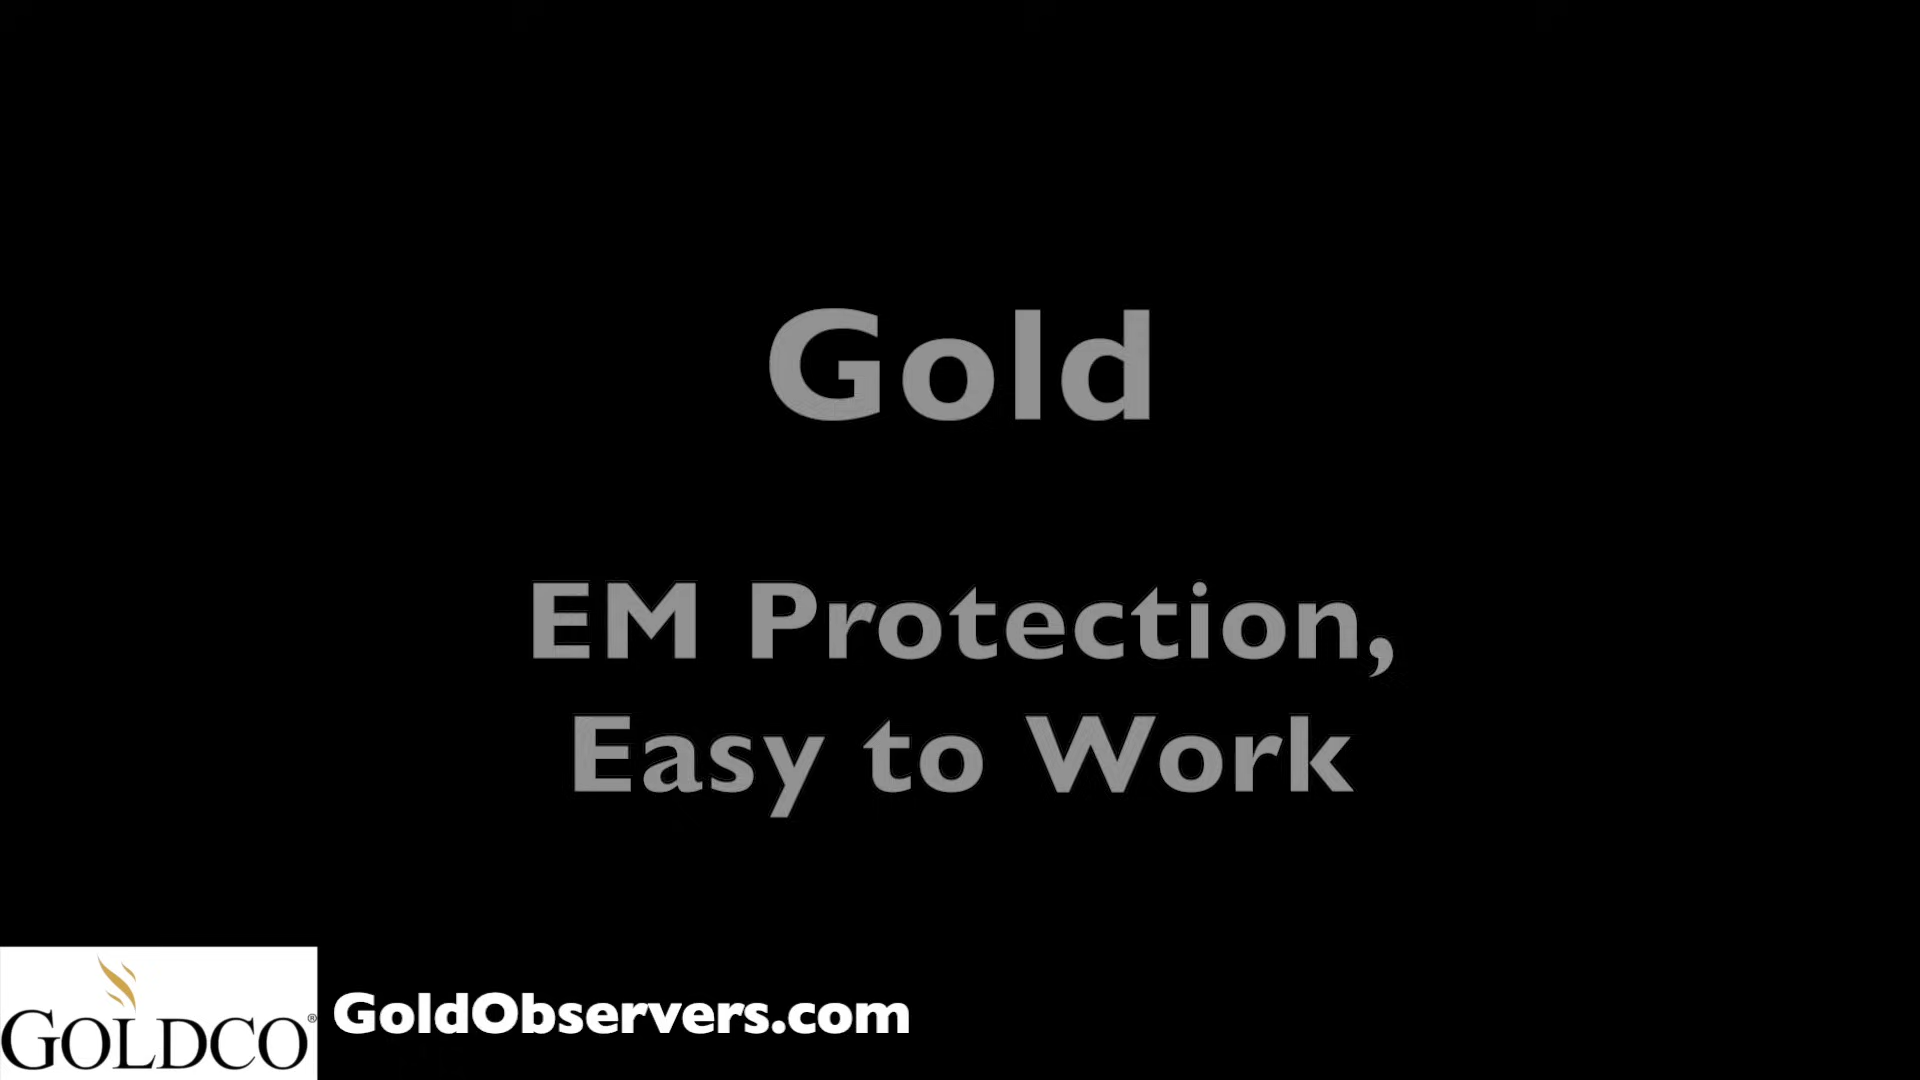 Gold
EM Protection,
Easy to Work
GOLDCO®
GoldObservers.com